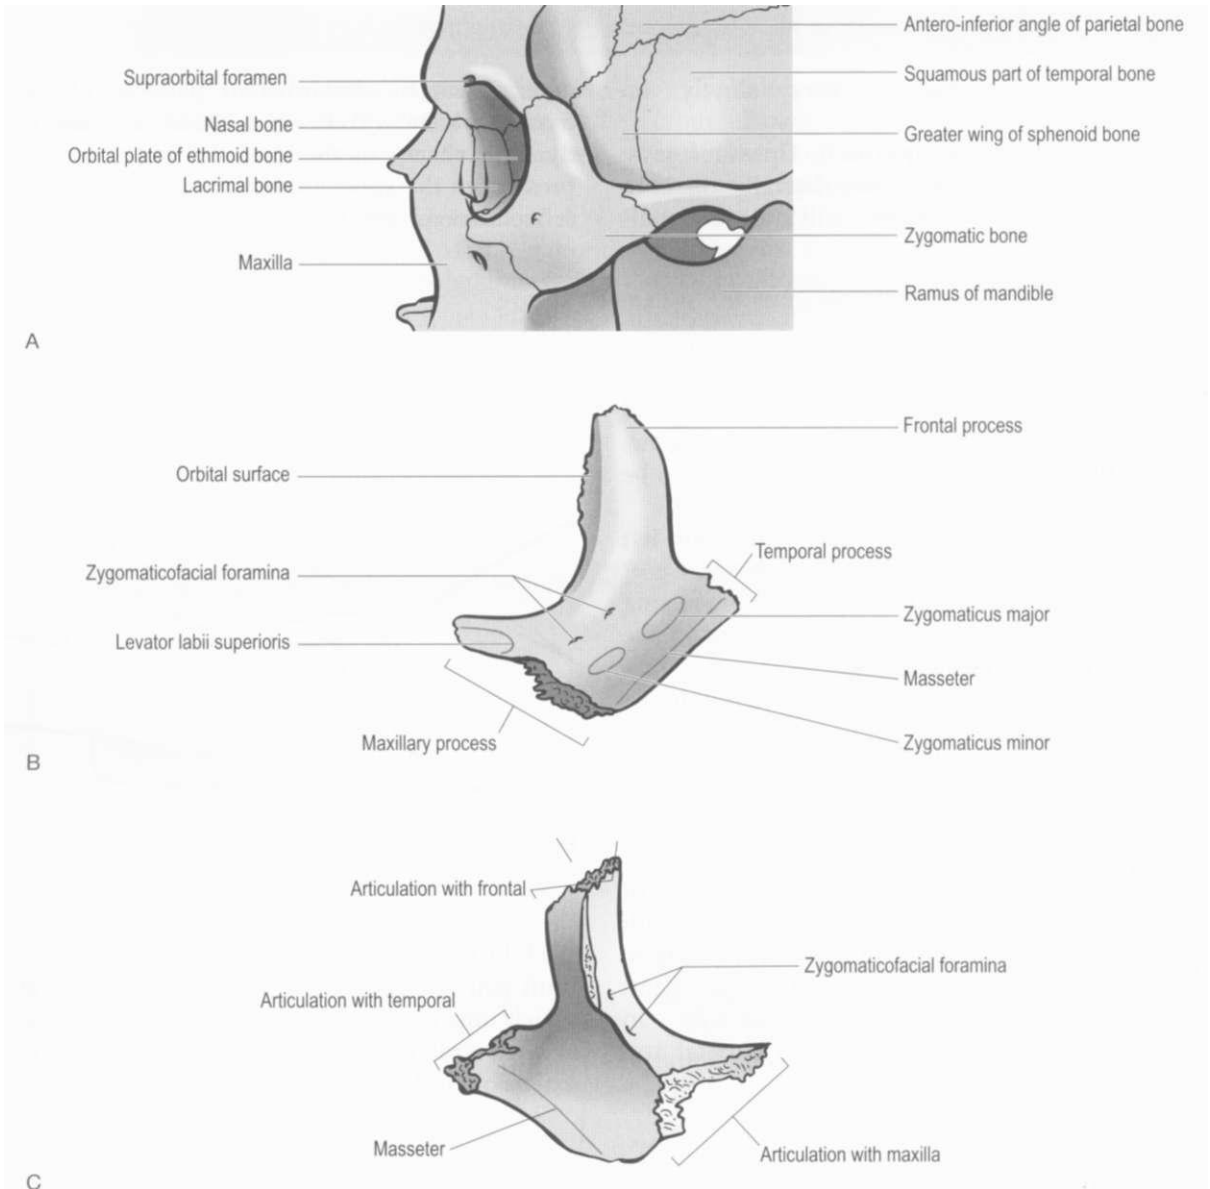 Antero-inferior angle of parietal bone
Supraorbital foramen
Squamous part of temporal bone
Nasal bone
Greater wing of sphenoid bone
Orbital plate of ethmoid bone
Lacrimal bone
Zygomatic bone
Maxilla
Ramus of mandible
A
Frontal process
Orbital surface
Temporal process
Zygomaticofacial foramina
Zygomaticus major
Levator labii superioris
Masseter
Maxillary process
Zygomaticus minor
B
Articulation with frontal
Zygomaticofacial foramina
Articulation with temporal
Masseter
Articulation with maxilla
C